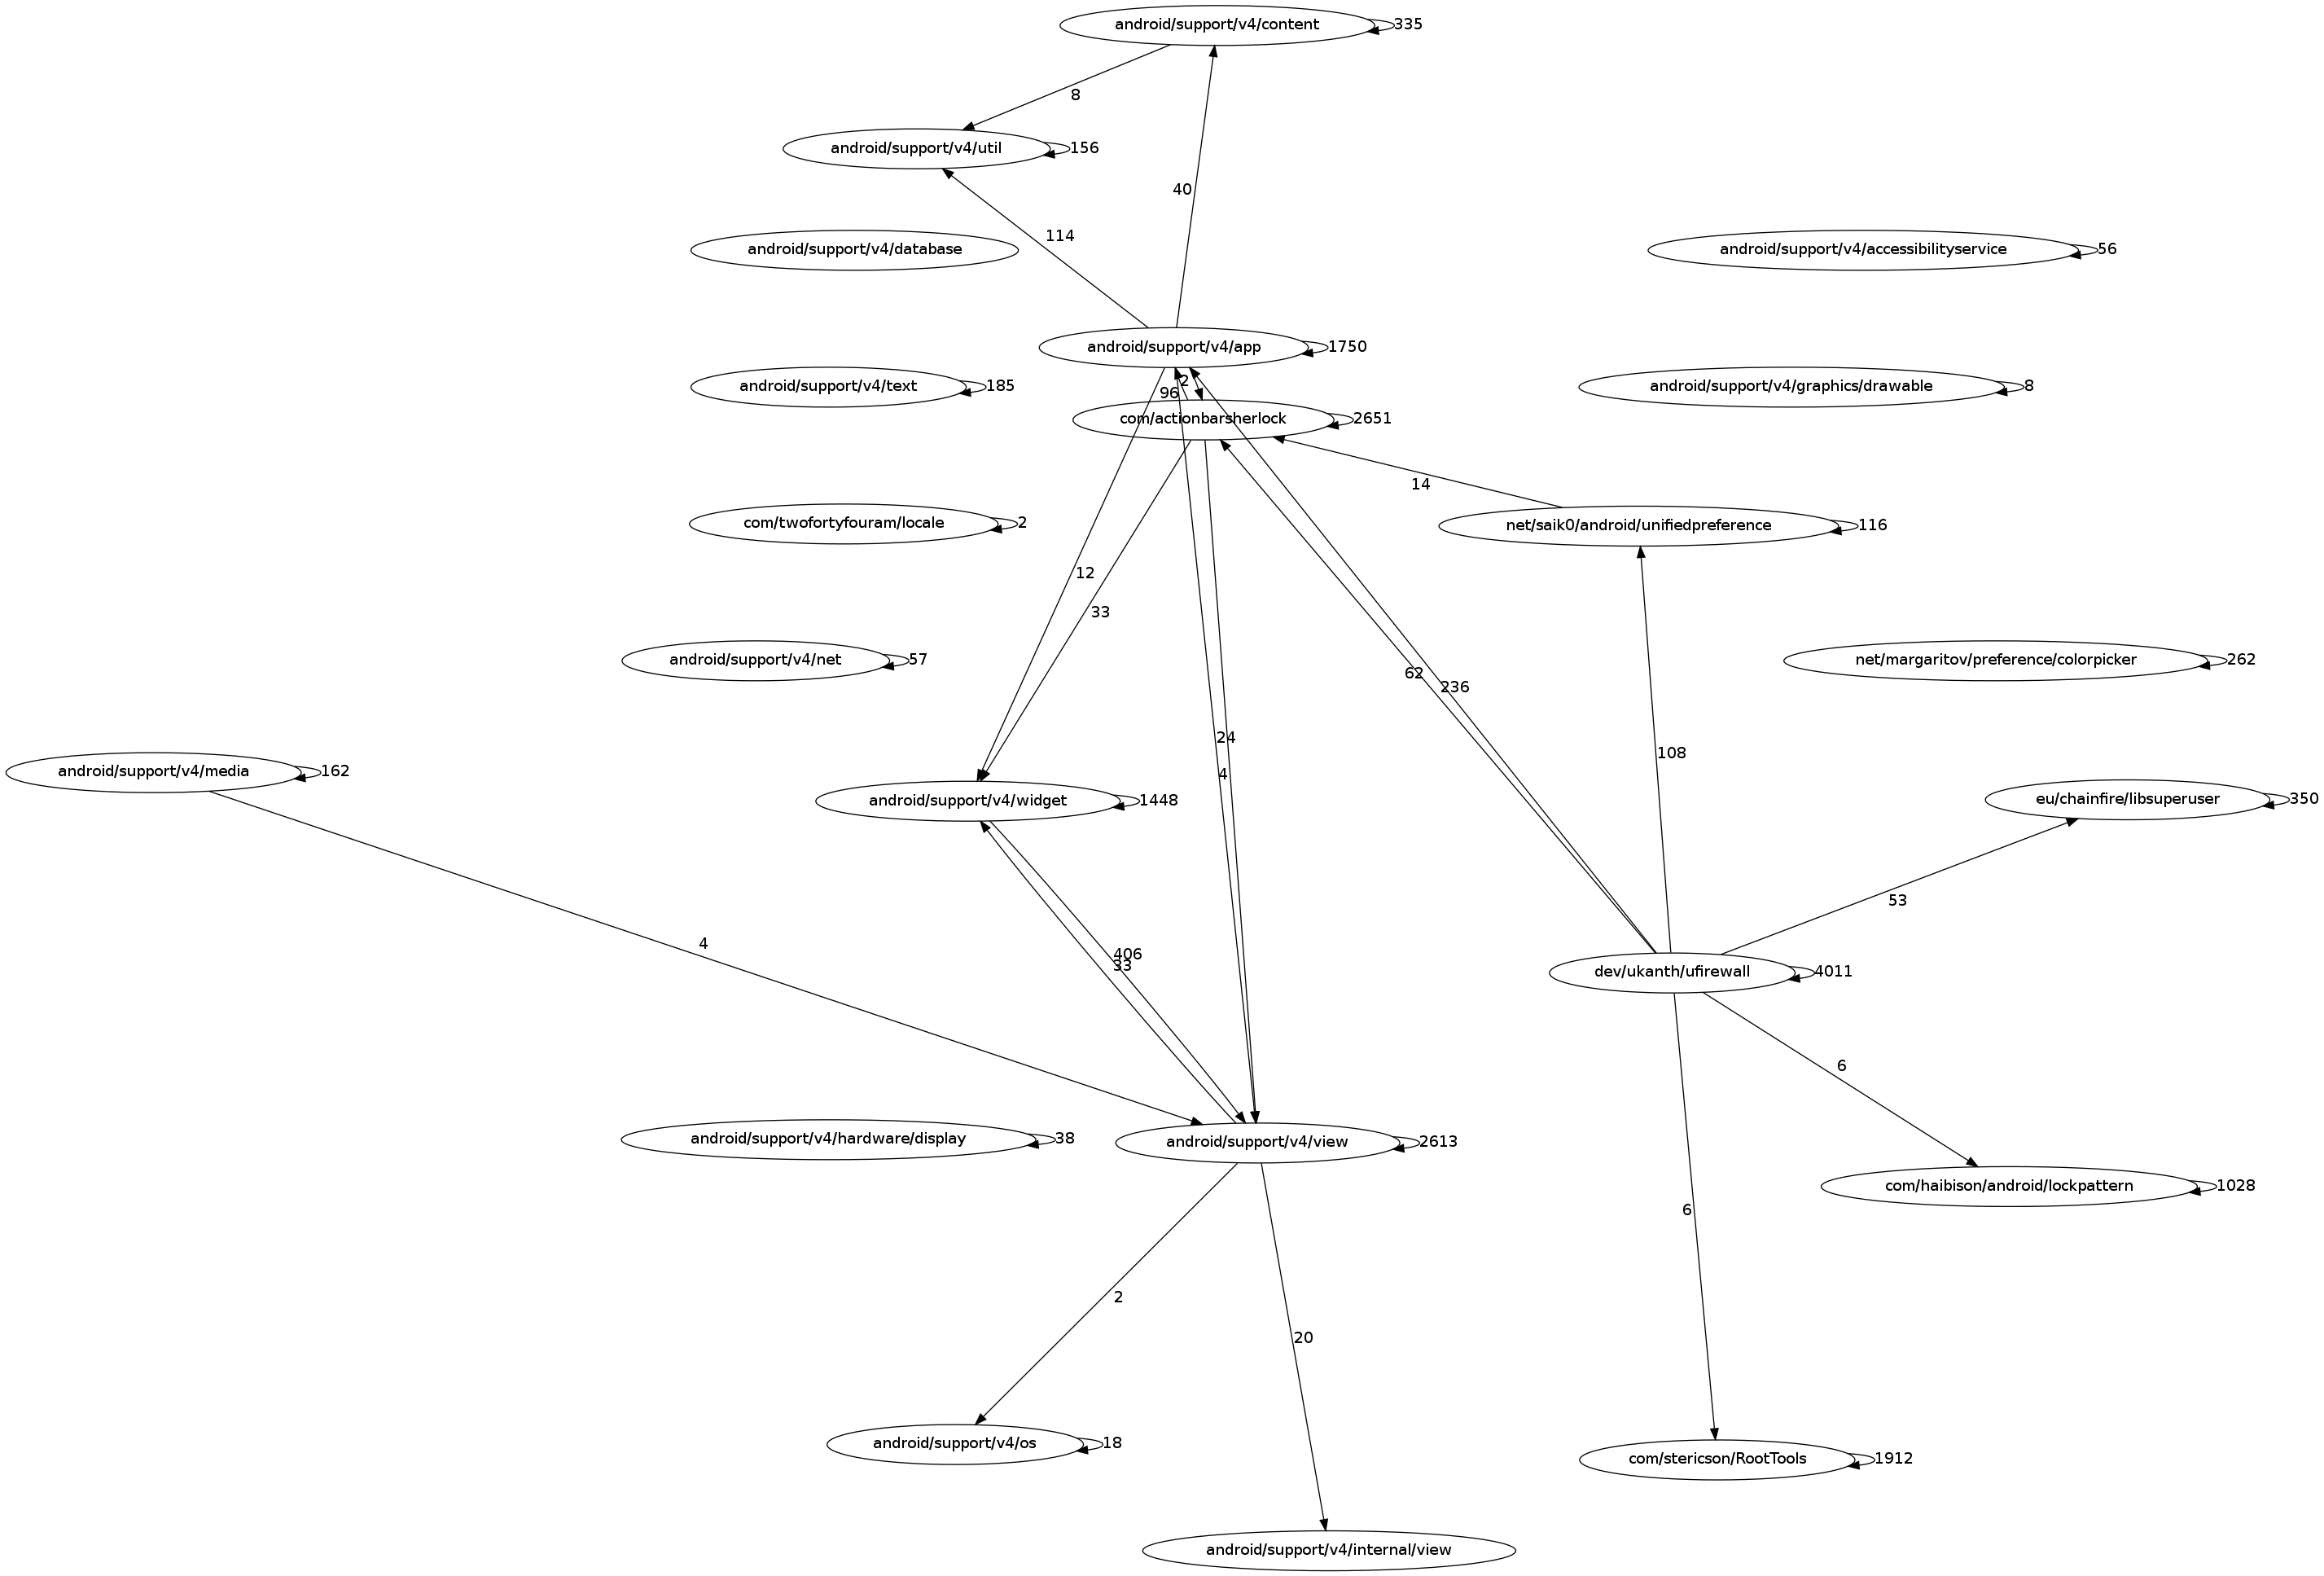 android/support/v4/content
335
8
android/support/v4/util
156
40
114
android/support/v4/database
android/support/v4/accessibilityservice
56
android/support/v4/app
1750
2
96
android/support/v4/text
185
android/support/v4/graphics/drawable
8
com/actionbarsherlock
2651
14
com/twofortyfouram/locale
2
net/saik0/android/unifiedpreference
116
12
33
android/support/v4/net
57
62
236
net/margaritov/preference/colorpicker
262
24
4
108
android/support/v4/media
162
android/support/v4/widget
1448
eu/chainfire/libsuperuser
350
53
4
406
33
dev/ukanth/ufirewall
4011
6
android/support/v4/hardware/display
38
android/support/v4/view
2613
com/haibison/android/lockpattern
1028
6
2
20
android/support/v4/os
18
com/stericson/RootTools
1912
android/support/v4/internal/view